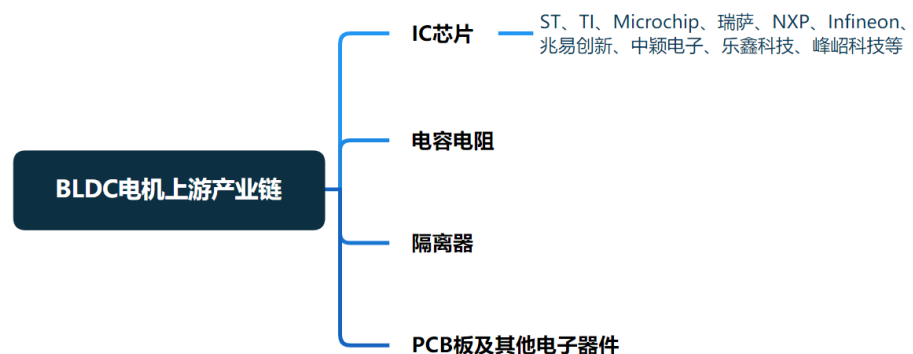 IC芯片
ST、TI、Microchip、瑞萨、NXP、Infineon、
兆易创新、中颖电子、乐鑫科技、峰岹科技等
电容电阻
BLDC电机上游产业链
隔离器
PCB板及其他电子器件